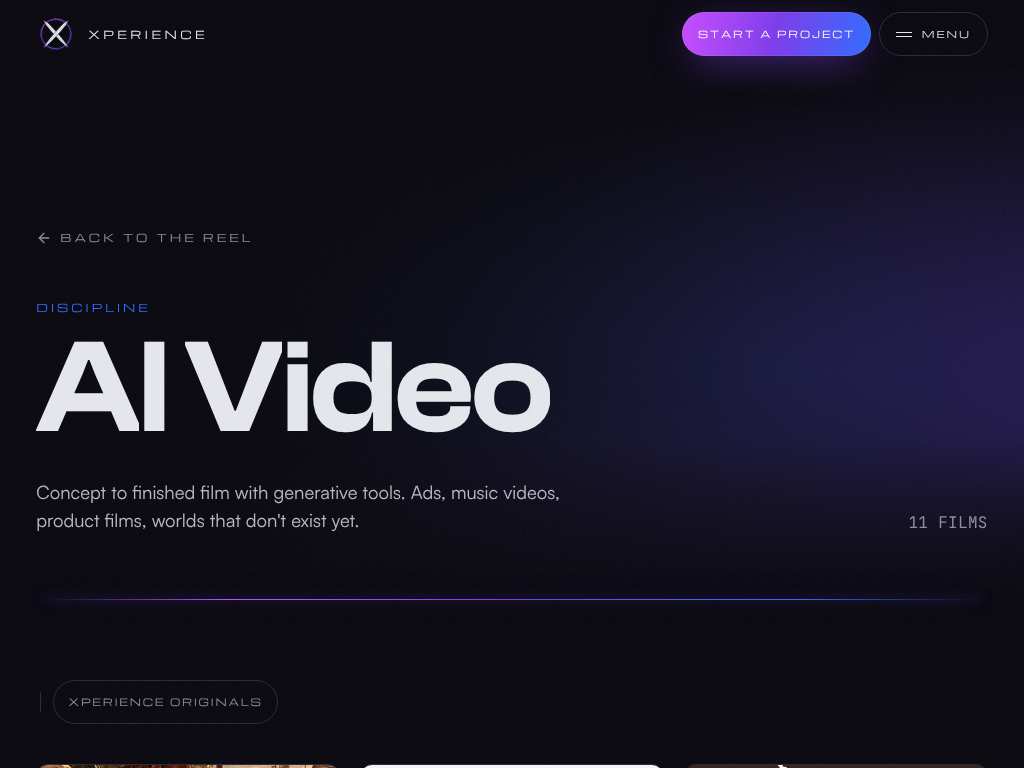 XPERIENCE
START A PROJECT
MENU
BACK TO THE REEL
DISCIPLINE
AI Video
Concept to finished film with generative tools. Ads, music videos,
product films, worlds that don't exist yet.
11 FILMS
XPERIENCE ORIGINALS